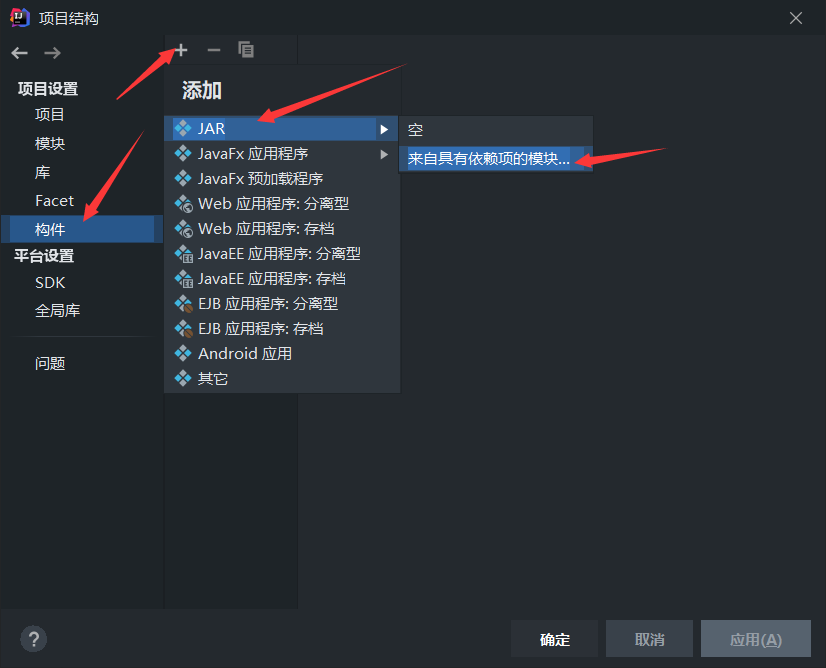 项目结构
添加
项目设置
项目
模块
库
Facet
构件
平台设置
SDK
全局库
问题
JAR
JavaFx 应用程序
JavaFx 预加载程序
Web 应用程序: 分离型
Web 应用程序: 存档
JavaEE 应用程序: 分离型
JavaEE 应用程序: 存档
EJB 应用程序: 分离型
EJB 应用程序: 存档
Android 应用
其它
空
来自具有依赖项的模块...
?
确定
取消
应用(A)